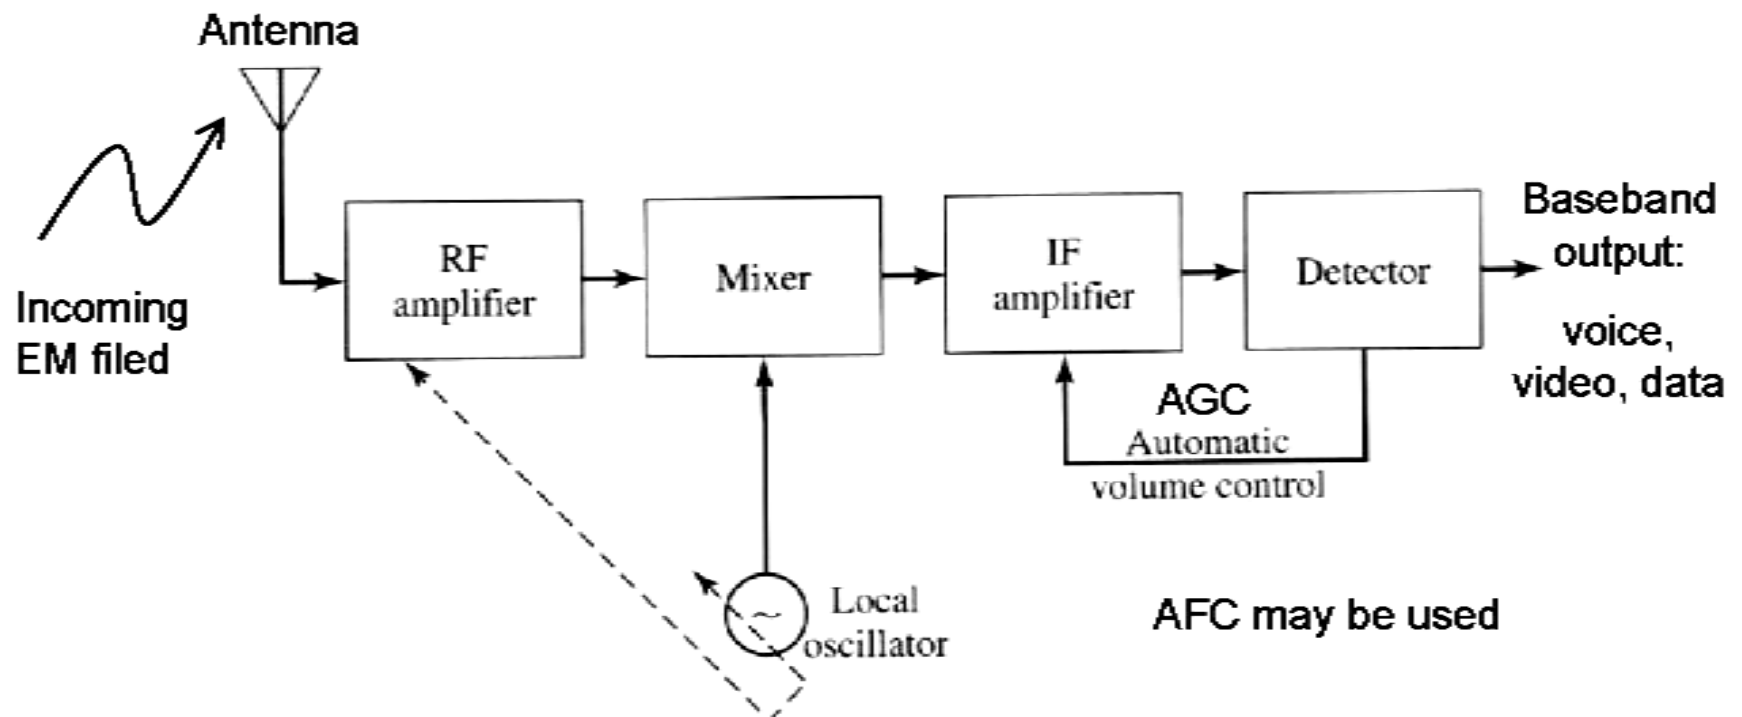 Antenna
Incoming
EM filed
RF
amplifier
Mixer
IF
amplifier
Detector
Baseband
output:
voice,
video, data
AGC
Automatic
volume control
~
Local
oscillator
AFC may be used